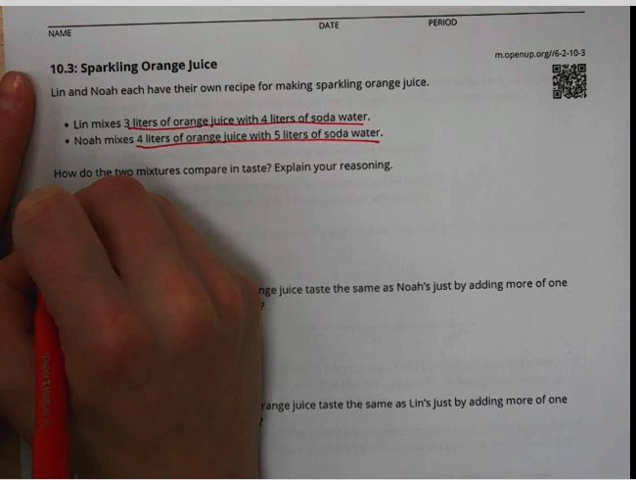 NAME DATE PERIOD
m.openup.org//6-2-10-3
10.3: Sparkling Orange Juice
Lin and Noah each have their own recipe for making sparkling orange juice.
• Lin mixes 3 liters of orange juice with 4 liters of soda water.
• Noah mixes 4 liters of orange juice with 5 liters of soda water.
How do the two mixtures compare in taste? Explain your reasoning.
juice taste the same as Noah's just by adding more of one
?
juice taste the same as Lin's just by adding more of one